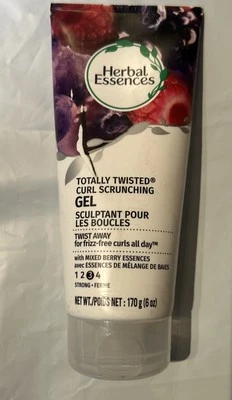 Herbal
Essences
TOTALLY TWISTED®
CURL SCRUNCHING
GEL
SCULPTANT POUR
LES BOUCLES
TWIST AWAY
for frizz-free curls all day™
with MIXED BERRY ESSENCES
avec ESSENCES DE MÉLANGE DE BAIES
1 2 3 4
STRONG • FERME
NET WT./POIDS NET : 170 g (6 oz)